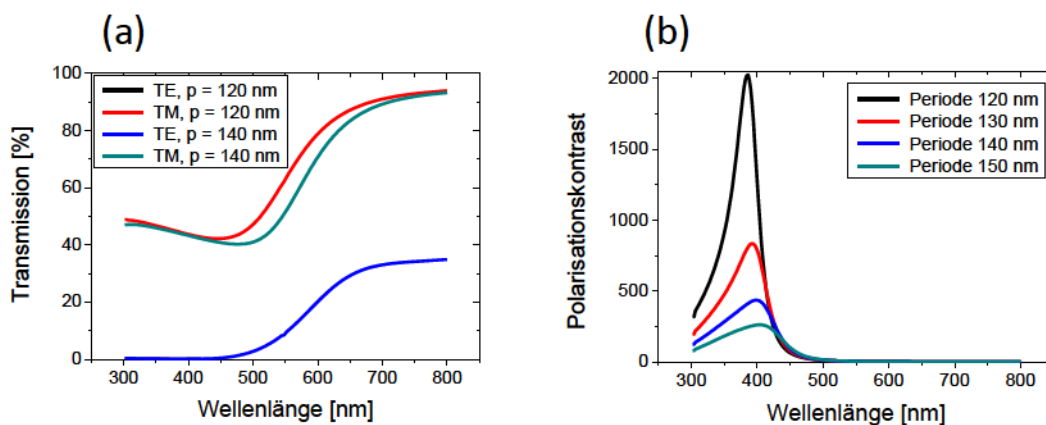 (a)
TE, p = 120 nm
TM, p = 120 nm
TE, p = 140 nm
TM, p = 140 nm
100
80
60
40
20
0
Transmission [%]
300 400 500 600 700 800
Wellenlänge [nm]
(b)
Periode 120 nm
Periode 130 nm
Periode 140 nm
Periode 150 nm
2000
1500
1000
500
0
Polarisationskontrast
300 400 500 600 700 800
Wellenlänge [nm]